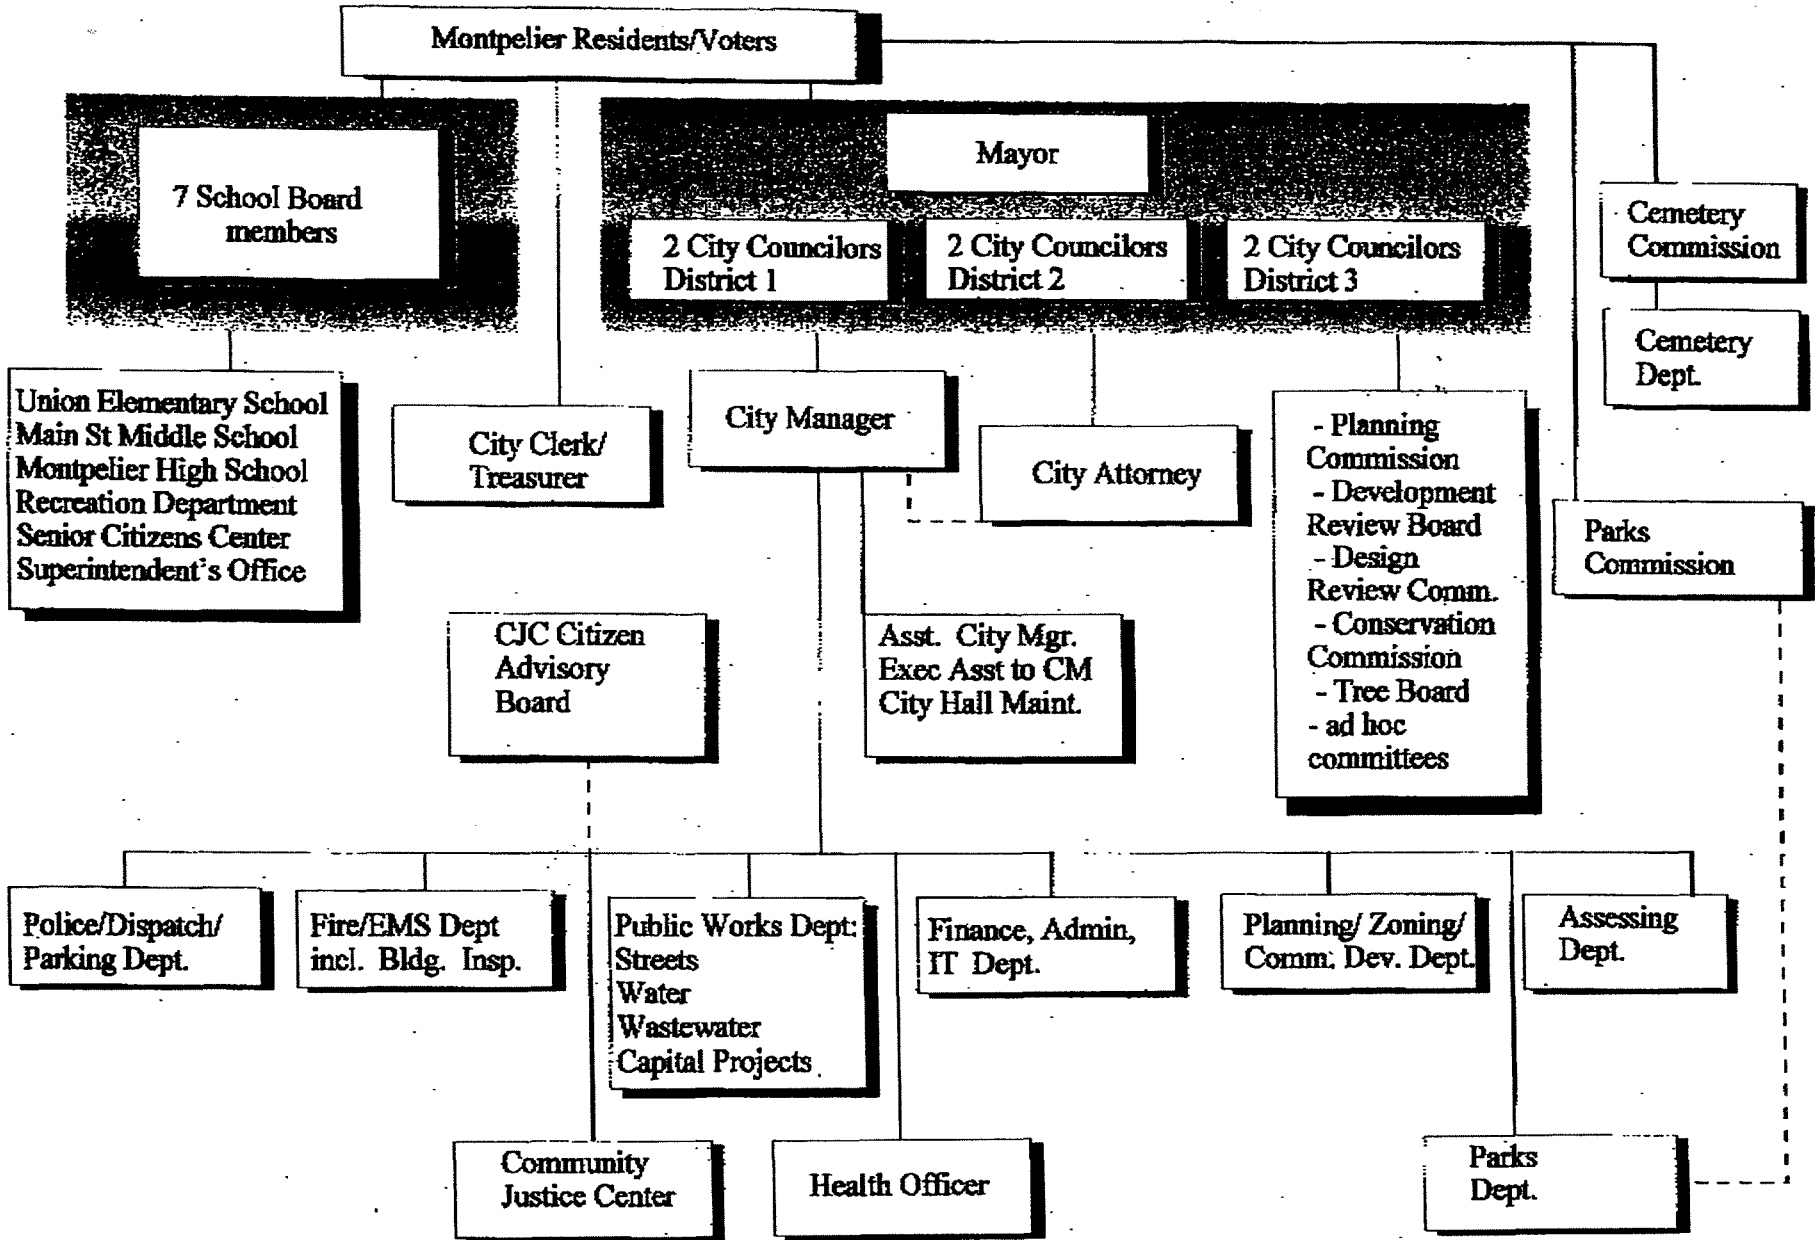 Montpelier Residents/Voters
Mayor
7 School Board
members
2 City Councilors
District 1
2 City Councilors
District 2
2 City Councilors
District 3
Cemetery
Commission
Cemetery
Dept.
Union Elementary School
Main St Middle School
Montpelier High School
Recreation Department
Senior Citizens Center
Superintendent's Office
City Clerk/
Treasurer
City Manager
City Attorney
- Planning
Commission
- Development
Review Board
- Design
Review Comm.
- Conservation
Commission
- Tree Board
- ad hoc
committees
Parks
Commission
CJC Citizen
Advisory
Board
Asst. City Mgr.
Exec Asst to CM
City Hall Maint.
Police/Dispatch/
Parking Dept.
Fire/EMS Dept
incl. Bldg. Insp.
Public Works Dept:
Streets
Water
Wastewater
Capital Projects
Finance, Admin,
IT Dept.
Planning/ Zoning/
Comm. Dev. Dept.
Assessing
Dept.
Community
Justice Center
Health Officer
Parks
Dept.